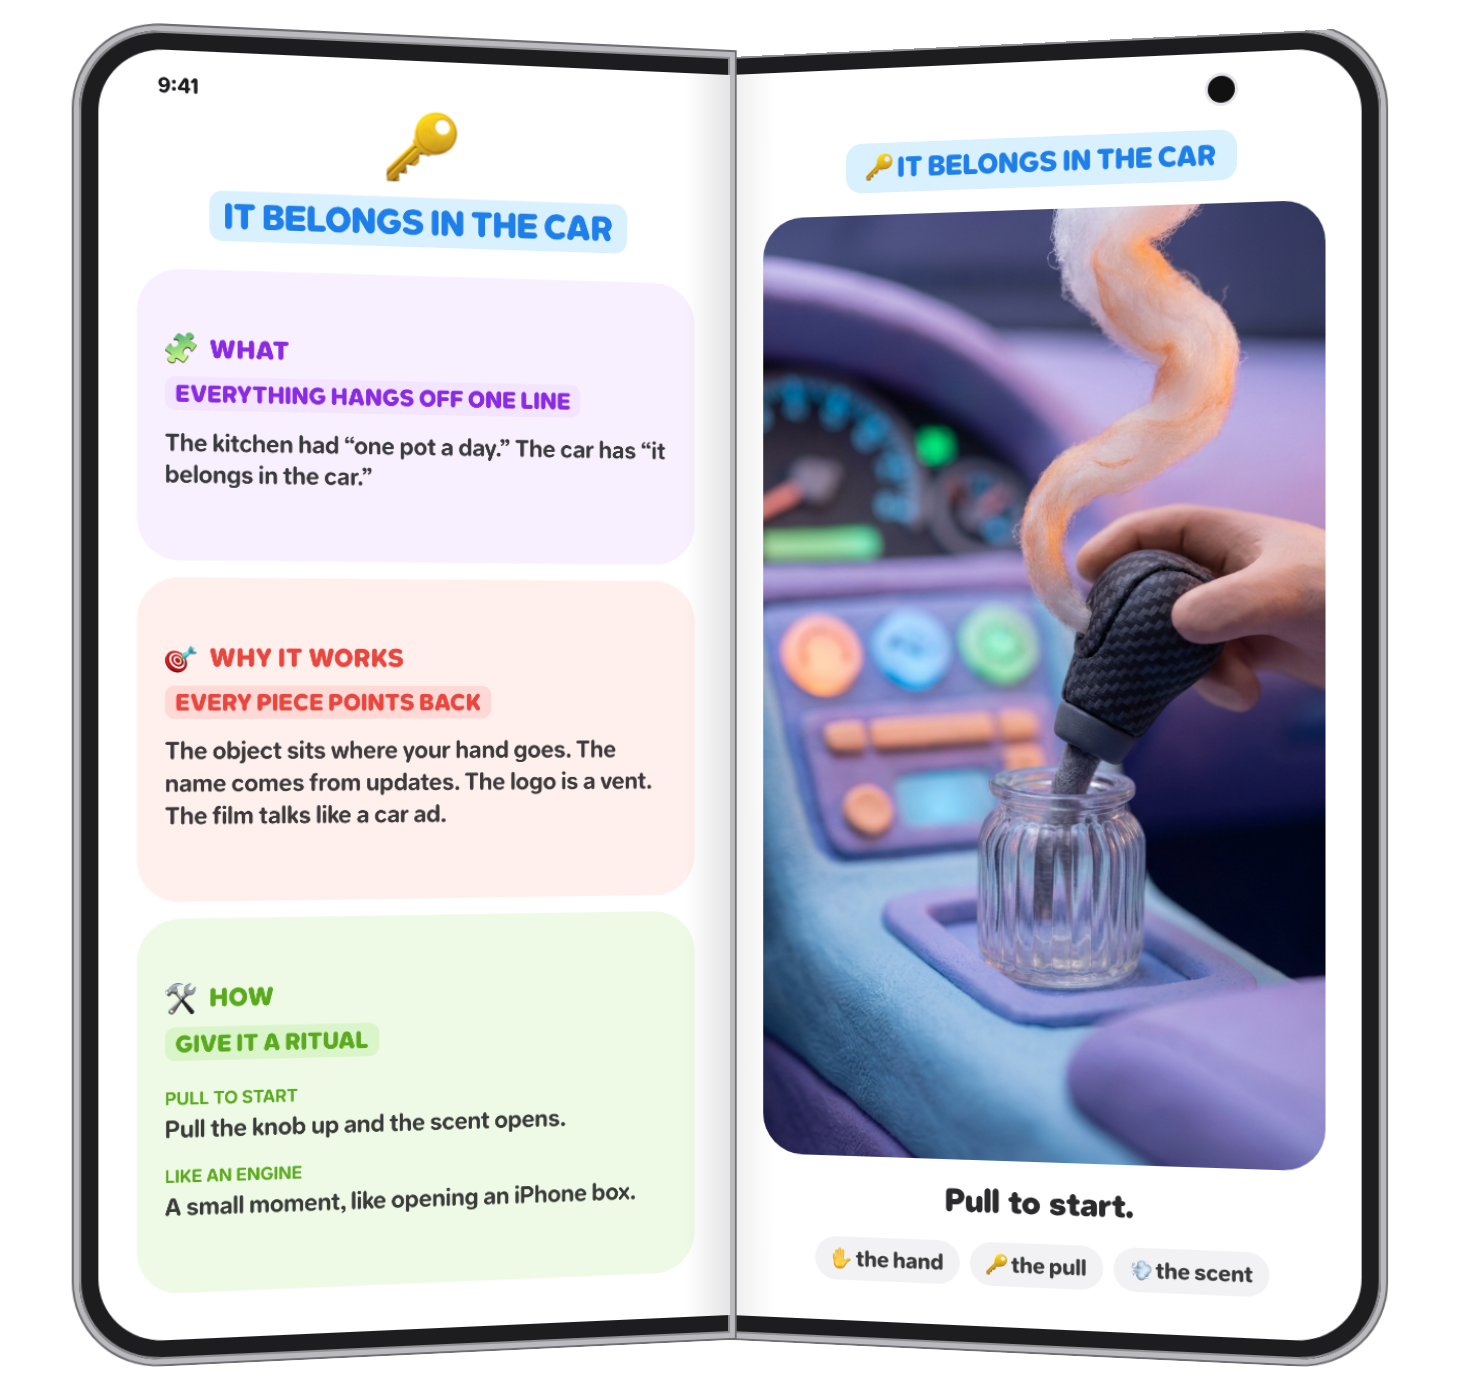 9:41
IT BELONGS IN THE CAR
WHAT
EVERYTHING HANGS OFF ONE LINE
The kitchen had “one pot a day.” The car has “it
belongs in the car.”
WHY IT WORKS
EVERY PIECE POINTS BACK
The object sits where your hand goes. The
name comes from updates. The logo is a vent.
The film talks like a car ad.
HOW
GIVE IT A RITUAL
PULL TO START
Pull the knob up and the scent opens.
LIKE AN ENGINE
A small moment, like opening an iPhone box.
IT BELONGS IN THE CAR
Pull to start.
the hand
the pull
the scent